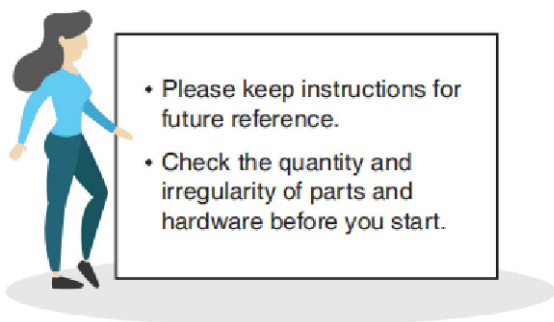 • Please keep instructions for
future reference.
• Check the quantity and
irregularity of parts and
hardware before you start.